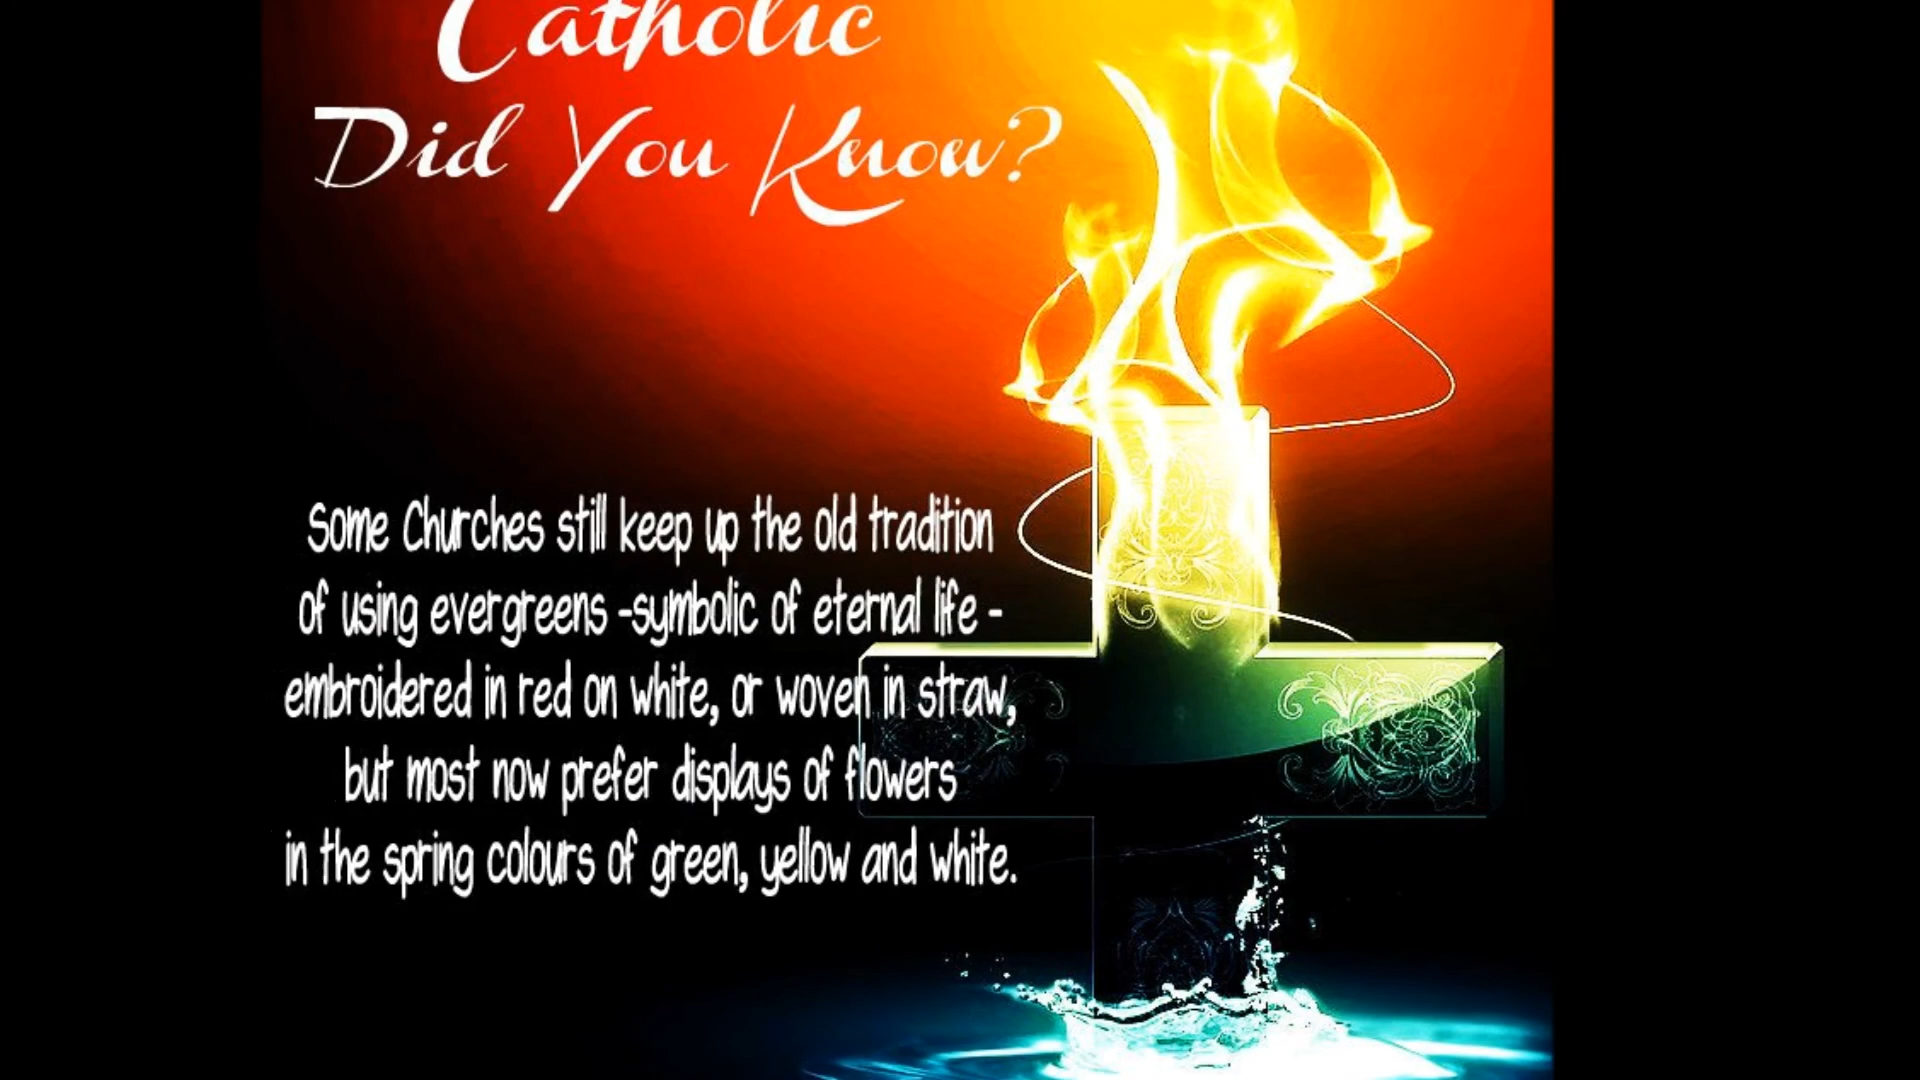 Catholic
Did You Know?
Some Churches still keep up the old tradition
of using evergreens -symbolic of eternal life -
embroidered in red on white, or woven in straw,
but most now prefer displays of flowers
in the spring colours of green, yellow and white.